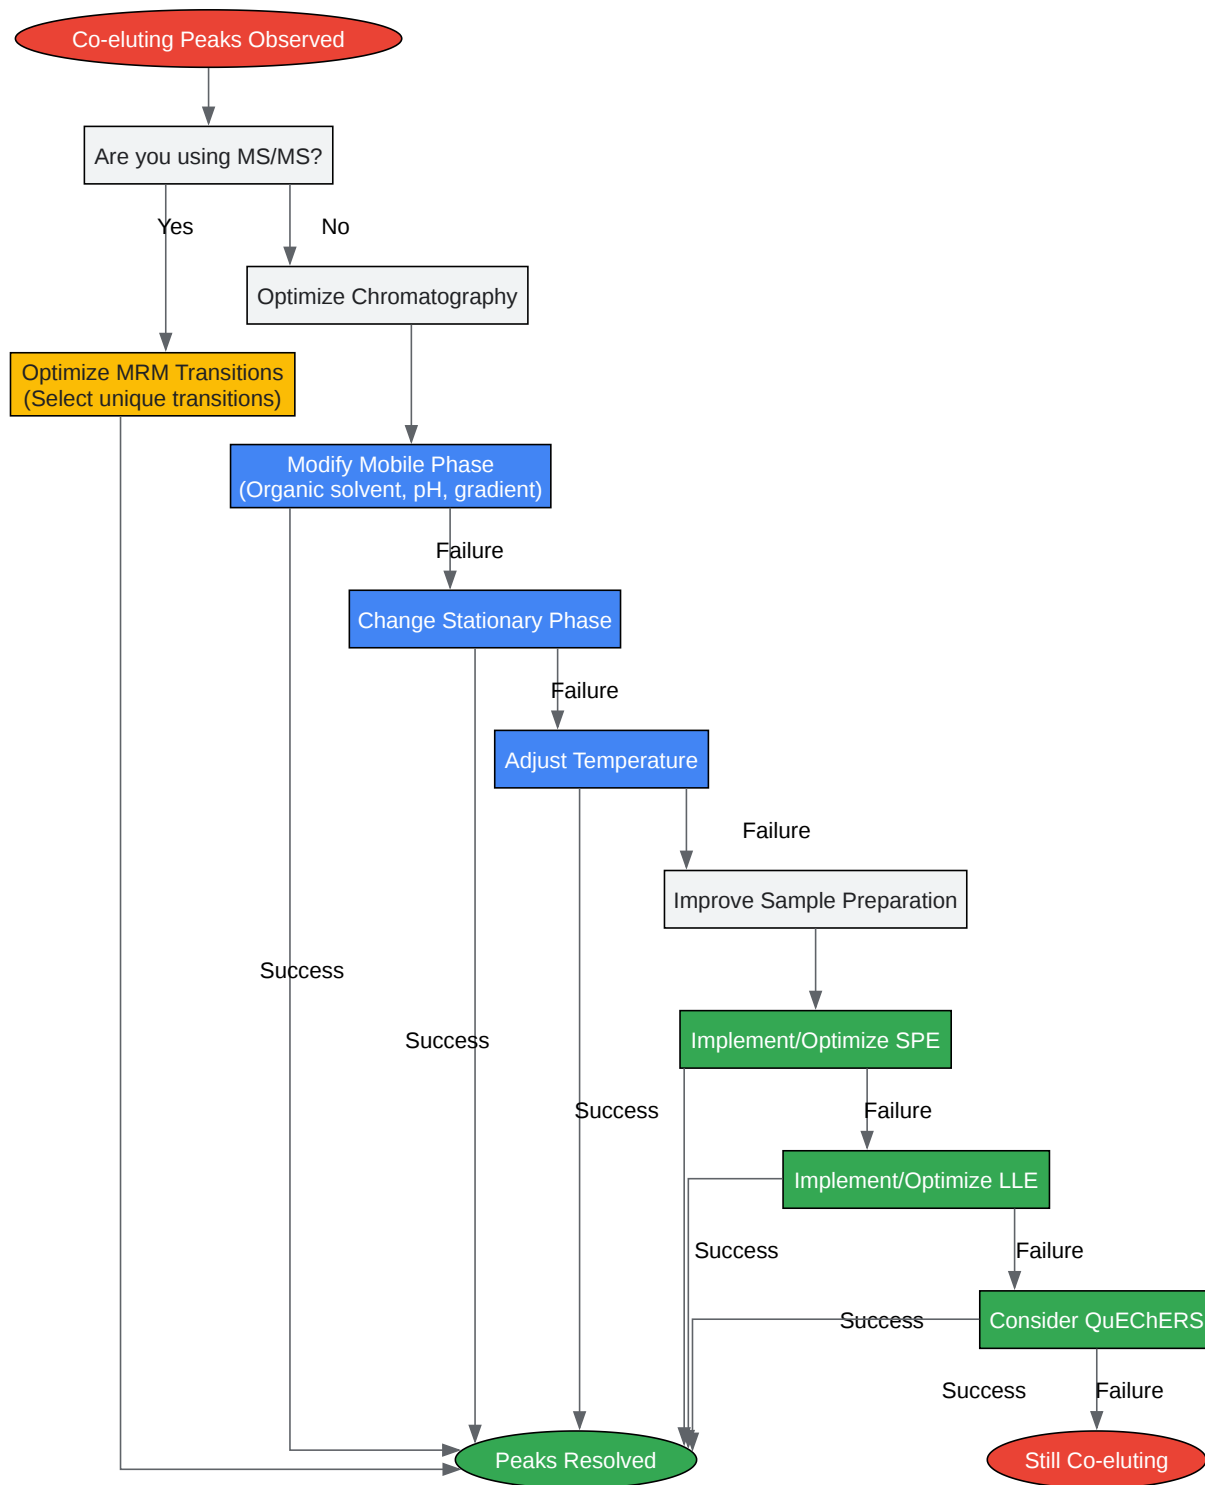 Co-eluting Peaks Observed
Are you using MS/MS?
Yes
No
Optimize Chromatography
Optimize MRM Transitions
(Select unique transitions)
Modify Mobile Phase
(Organic solvent, pH, gradient)
Failure
Change Stationary Phase
Failure
Adjust Temperature
Failure
Improve Sample Preparation
Success
Implement/Optimize SPE
Success
Success
Failure
Implement/Optimize LLE
Success
Failure
Success
Consider QuEChERS
Success
Failure
Peaks Resolved
Still Co-eluting